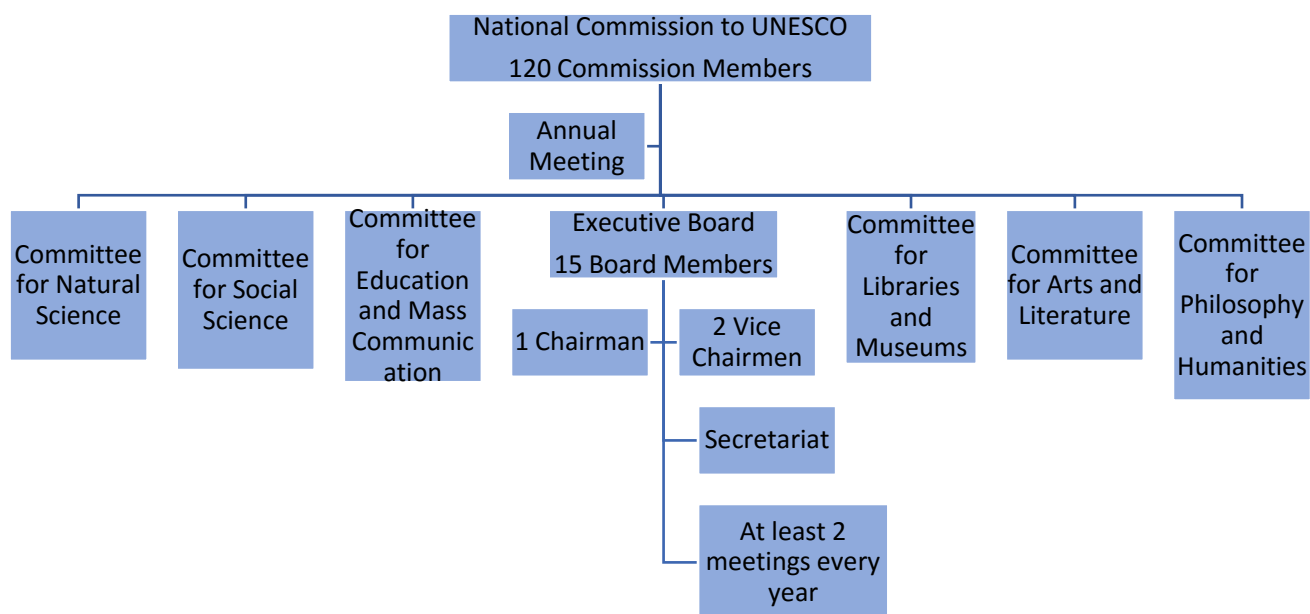 National Commission to UNESCO
120 Commission Members
Annual
Meeting
Committee
for Natural
Science
Committee
for Social
Science
Committee
for
Education
and Mass
Communic
ation
Executive Board
15 Board Members
Committee
for
Libraries
and
Museums
Committee
for Arts and
Literature
Committee
for
Philosophy
and
Humanities
1 Chairman
2 Vice
Chairmen
Secretariat
At least 2
meetings every
year